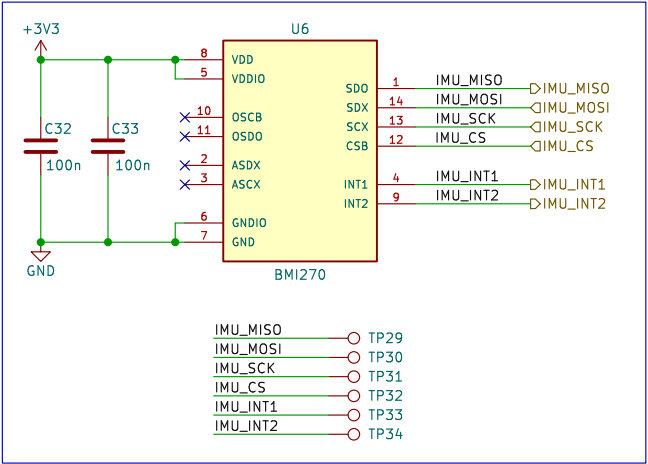 +3V3
U6
8 VDD
5 VDDIO
10 OSCB
11 OSDO
2 ASDX
3 ASCX
6 GNDIO
7 GND
SDO 1 IMU_MISO IMU_MISO
SDX 14 IMU_MOSI IMU_MOSI
SCX 13 IMU_SCK IMU_SCK
CSB 12 IMU_CS IMU_CS
INT1 4 IMU_INT1 IMU_INT1
INT2 9 IMU_INT2 IMU_INT2
C32
100n
C33
100n
GND
BMI270
IMU_MISO TP29
IMU_MOSI TP30
IMU_SCK TP31
IMU_CS TP32
IMU_INT1 TP33
IMU_INT2 TP34